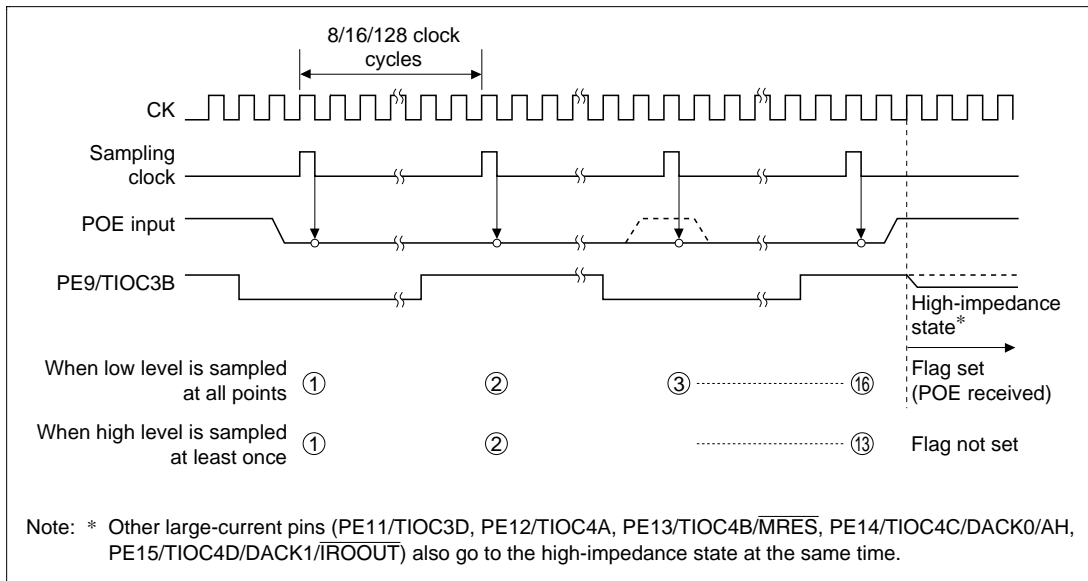 8/16/128 clock
cycles
CK
Sampling
clock
POE input
PE9/TIOC3B
High-impedance
state*
When low level is sampled
at all points
① ② ③ ⑯
Flag set
(POE received)
When high level is sampled
at least once
① ② ⑬
Flag not set
Note: * Other large-current pins (PE11/TIOC3D, PE12/TIOC4A, PE13/TIOC4B/MRES, PE14/TIOC4C/DACK0/AH,
PE15/TIOC4D/DACK1/IROOUT) also go to the high-impedance state at the same time.